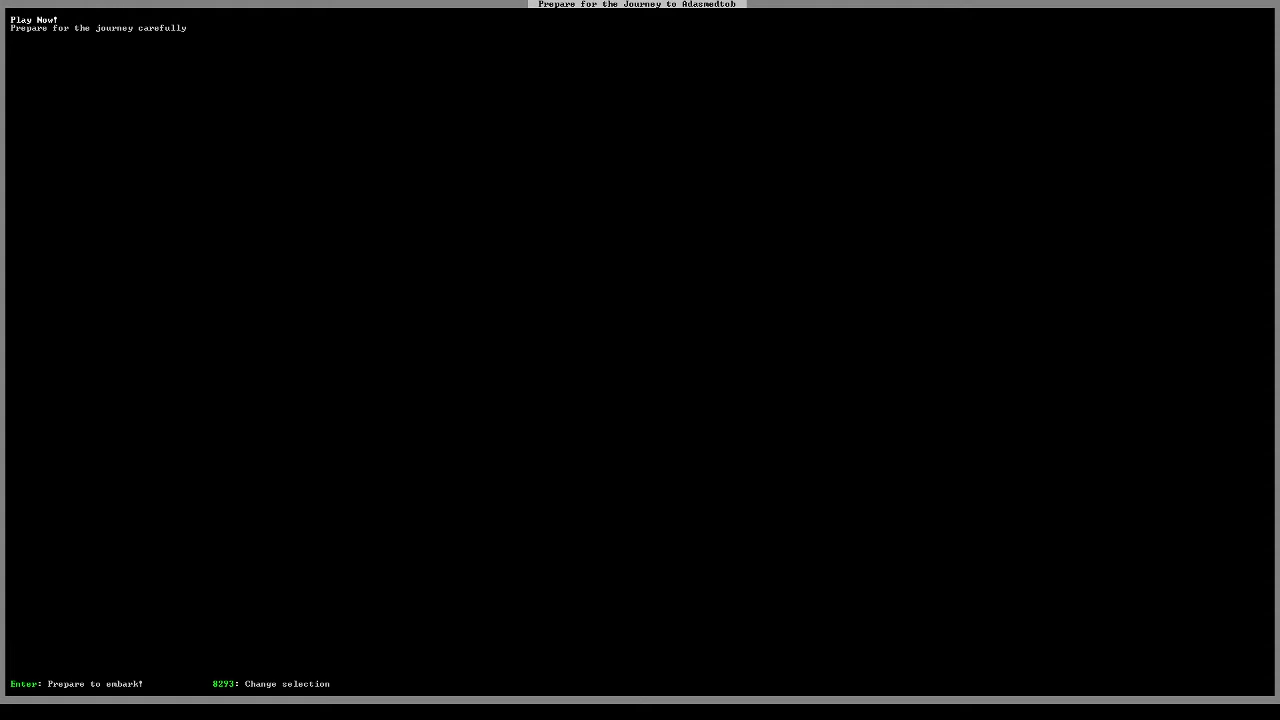 Prepare for the Journey to Adasmedtob
Play Now!
Prepare for the journey carefully
Enter: Prepare to embark! 8293: Change selection